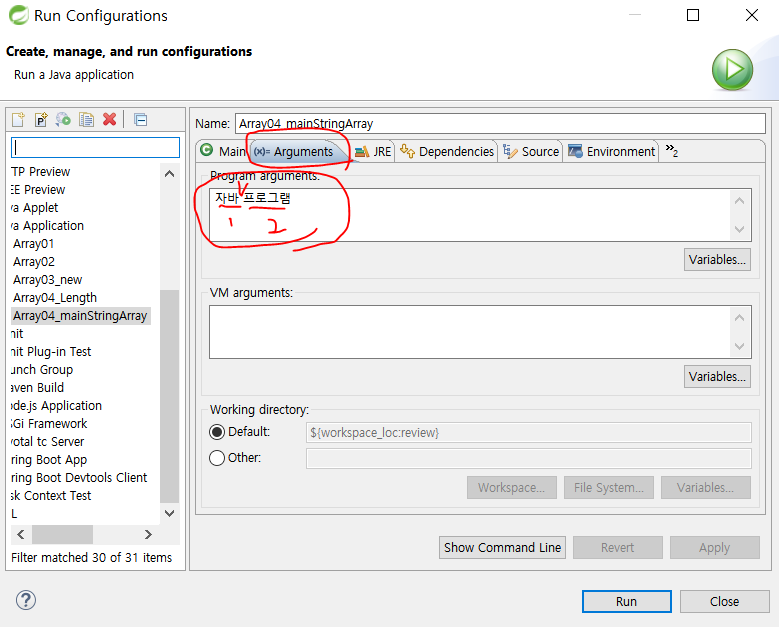 Run Configurations
Create, manage, and run configurations
Run a Java application
Name: Array04_mainStringArray
Main (x)= Arguments JRE Dependencies Source Environment »2
TP Preview
EE Preview
va Applet
va Application
Array01
Array02
Array03_new
Array04_Length
Array04_mainStringArray
nit
nit Plug-in Test
unch Group
aven Build
ode.js Application
SGi Framework
votal tc Server
ring Boot App
ring Boot Devtools Client
sk Context Test
L
Filter matched 30 of 31 items
Program arguments:
자바 프로그램
1 2
Variables...
VM arguments:
Variables...
Working directory:
Default: ${workspace_loc:review}
Other:
Workspace... File System... Variables...
Show Command Line Revert Apply
? Run Close